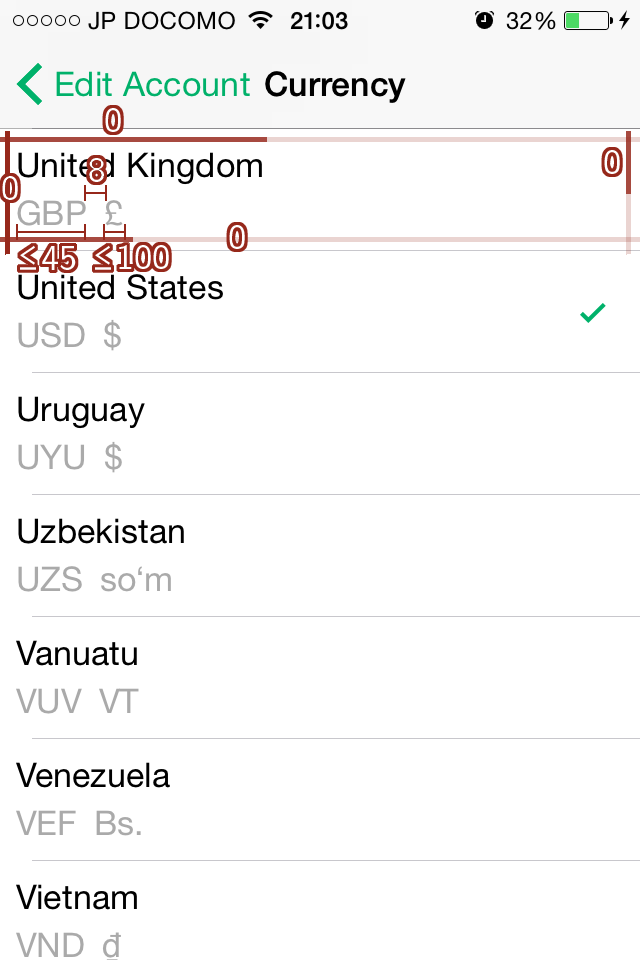 JP DOCOMO 21:03 32%
Edit Account Currency
0
United Kingdom
0 8 0
GBP £
0
≤45 ≤100
United States
USD $
Uruguay
UYU $
Uzbekistan
UZS so‘m
Vanuatu
VUV VT
Venezuela
VEF Bs.
Vietnam
VND ₫